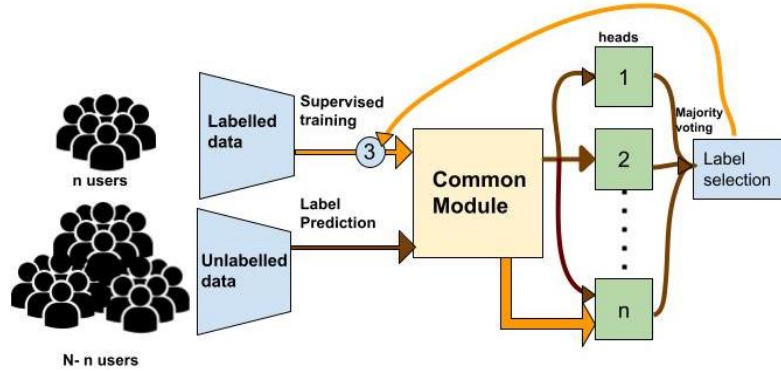 heads
1
Supervised
training
Labelled
data
3
Majority
voting
2
Label
selection
Common
Module
n users
Label
Prediction
Unlabelled
data
n
N- n users